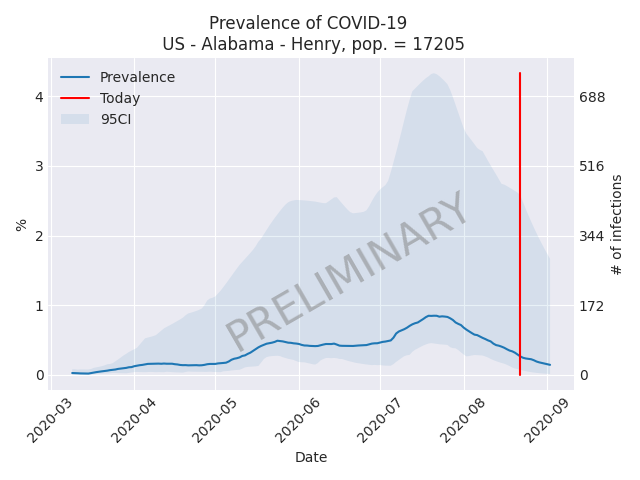 Prevalence of COVID-19
US - Alabama - Henry, pop. = 17205
Prevalence
Today
95CI
4
3
2
1
0
%
688
516
344
172
0
# of infections
PRELIMINARY
2020-03
2020-04
2020-05
2020-06
2020-07
2020-08
2020-09
Date